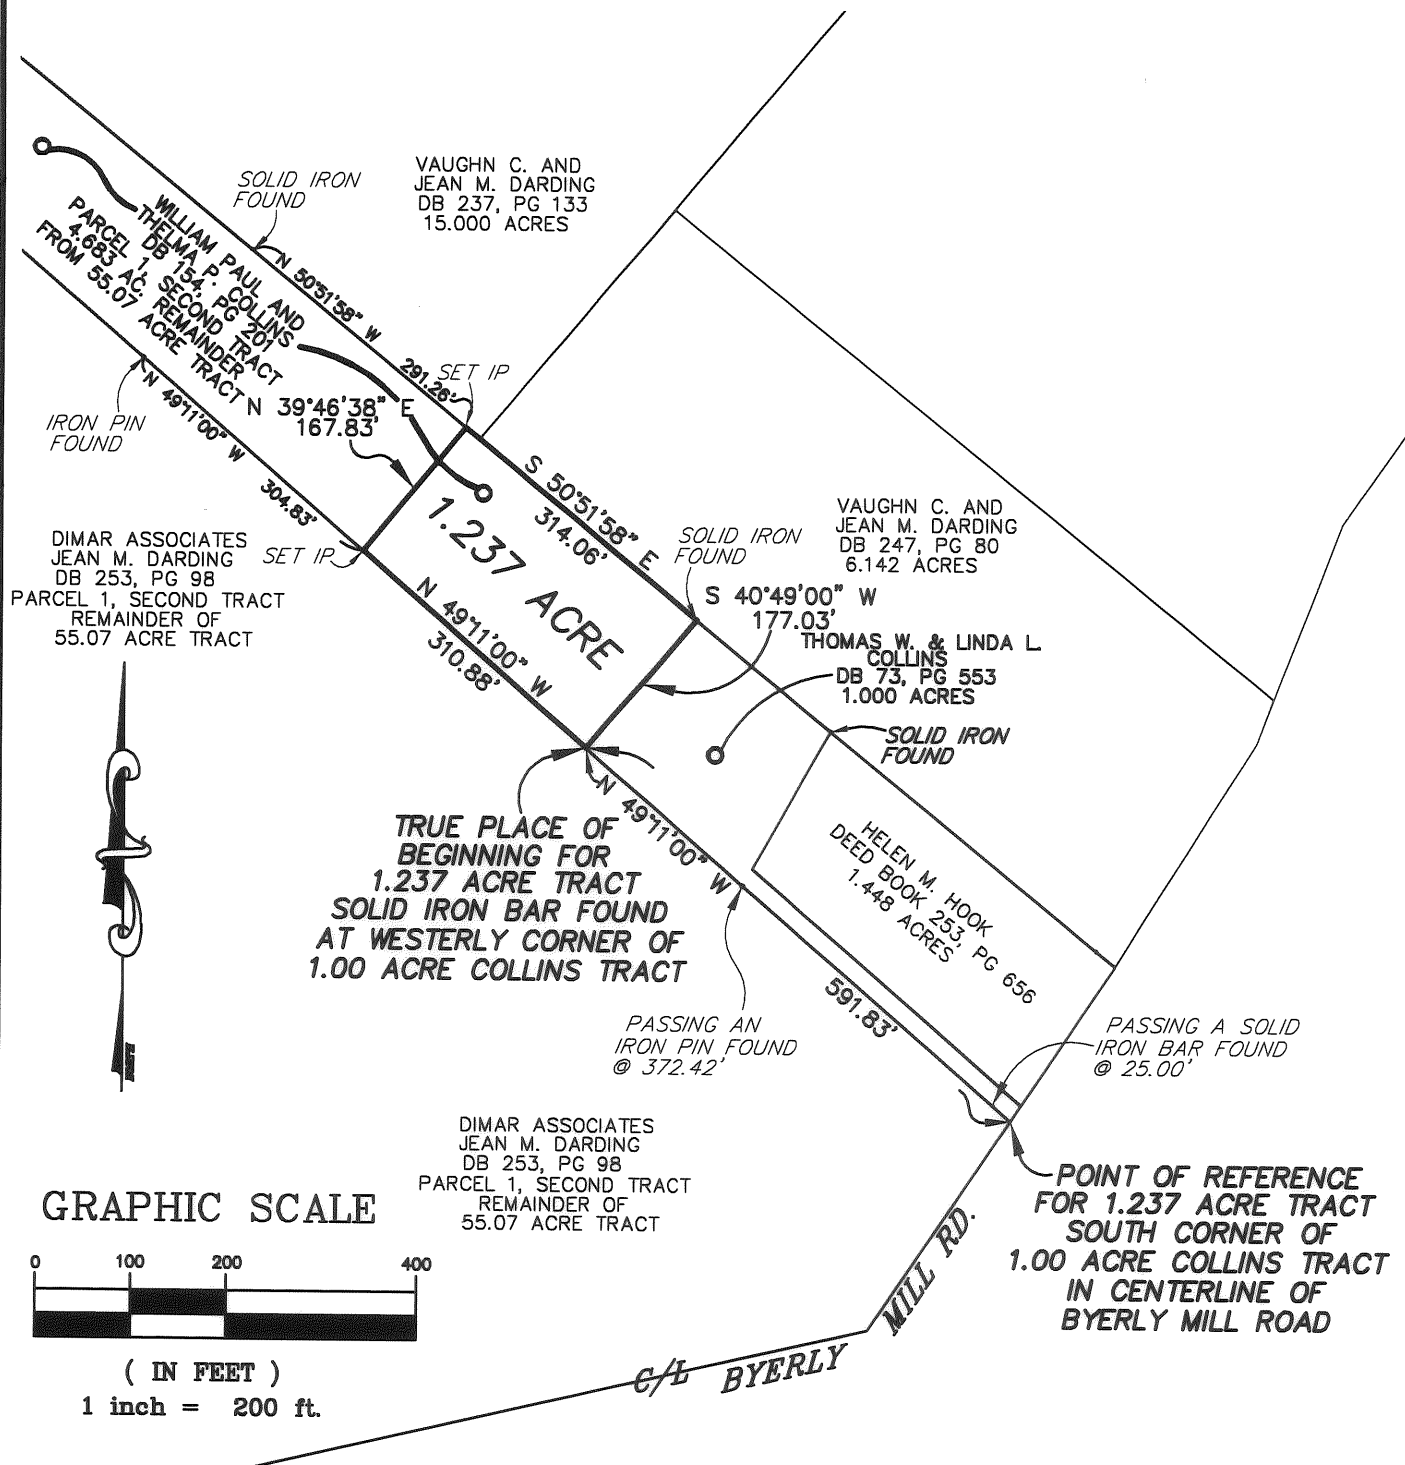 SOLID IRON
FOUND
VAUGHN C. AND
JEAN M. DARDING
DB 237, PG 133
15.000 ACRES
WILLIAM PAUL AND
THELMA P. COLLINS
DB 154, PG 201
PARCEL 1, SECOND TRACT
4.683 AC. REMAINDER
FROM 55.07 ACRE TRACT
N 50°51'58" W
291.26'
SET IP
IRON PIN
FOUND
N 49°11'00" W
304.83'
N 39°46'38" E
167.83'
DIMAR ASSOCIATES
JEAN M. DARDING
DB 253, PG 98
PARCEL 1, SECOND TRACT
REMAINDER OF
55.07 ACRE TRACT
SET IP
1.237 ACRE
S 50°51'58" E
314.06'
N 49°11'00" W
310.88'
SOLID IRON
FOUND
VAUGHN C. AND
JEAN M. DARDING
DB 247, PG 80
6.142 ACRES
S 40°49'00" W
177.03'
THOMAS W. & LINDA L.
COLLINS
DB 73, PG 553
1.000 ACRES
SOLID IRON
FOUND
TRUE PLACE OF
BEGINNING FOR
1.237 ACRE TRACT
SOLID IRON BAR FOUND
AT WESTERLY CORNER OF
1.00 ACRE COLLINS TRACT
N 49°11'00" W
591.83'
HELEN M. HOOK
DEED BOOK 253, PG 656
1.448 ACRES
PASSING AN
IRON PIN FOUND
@ 372.42'
PASSING A SOLID
IRON BAR FOUND
@ 25.00'
DIMAR ASSOCIATES
JEAN M. DARDING
DB 253, PG 98
PARCEL 1, SECOND TRACT
REMAINDER OF
55.07 ACRE TRACT
POINT OF REFERENCE
FOR 1.237 ACRE TRACT
SOUTH CORNER OF
1.00 ACRE COLLINS TRACT
IN CENTERLINE OF
BYERLY MILL ROAD
C/L BYERLY MILL RD.
GRAPHIC SCALE
0 100 200 400
( IN FEET )
1 inch = 200 ft.